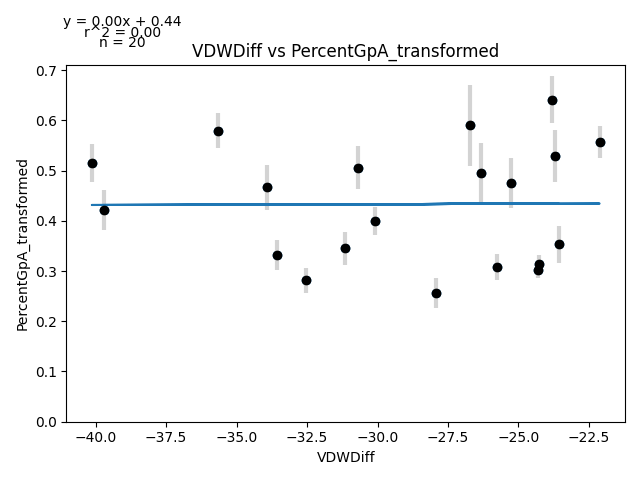 y = 0.00x + 0.44
r^2 = 0.00
n = 20
VDWDiff vs PercentGpA_transformed
PercentGpA_transformed
0.7
0.6
0.5
0.4
0.3
0.2
0.1
0.0
−40.0 −37.5 −35.0 −32.5 −30.0 −27.5 −25.0 −22.5
VDWDiff